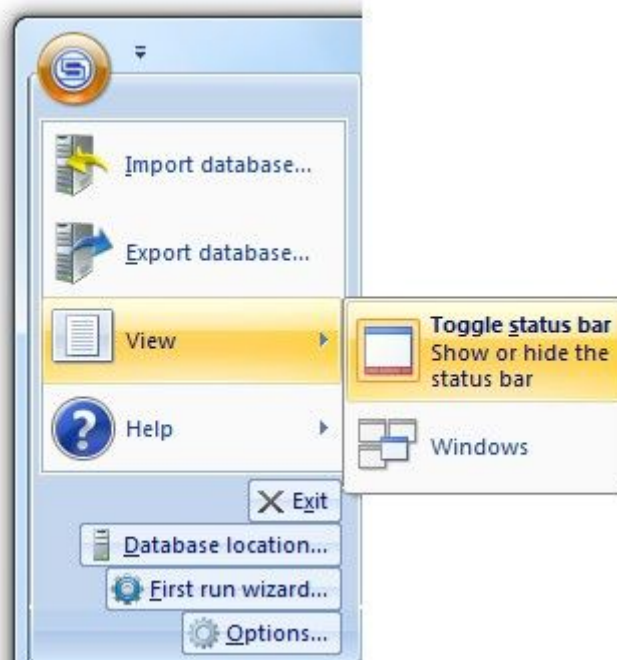 Import database...
Export database...
View
Toggle status bar
Show or hide the
status bar
Help
Windows
Exit
Database location...
First run wizard...
Options...